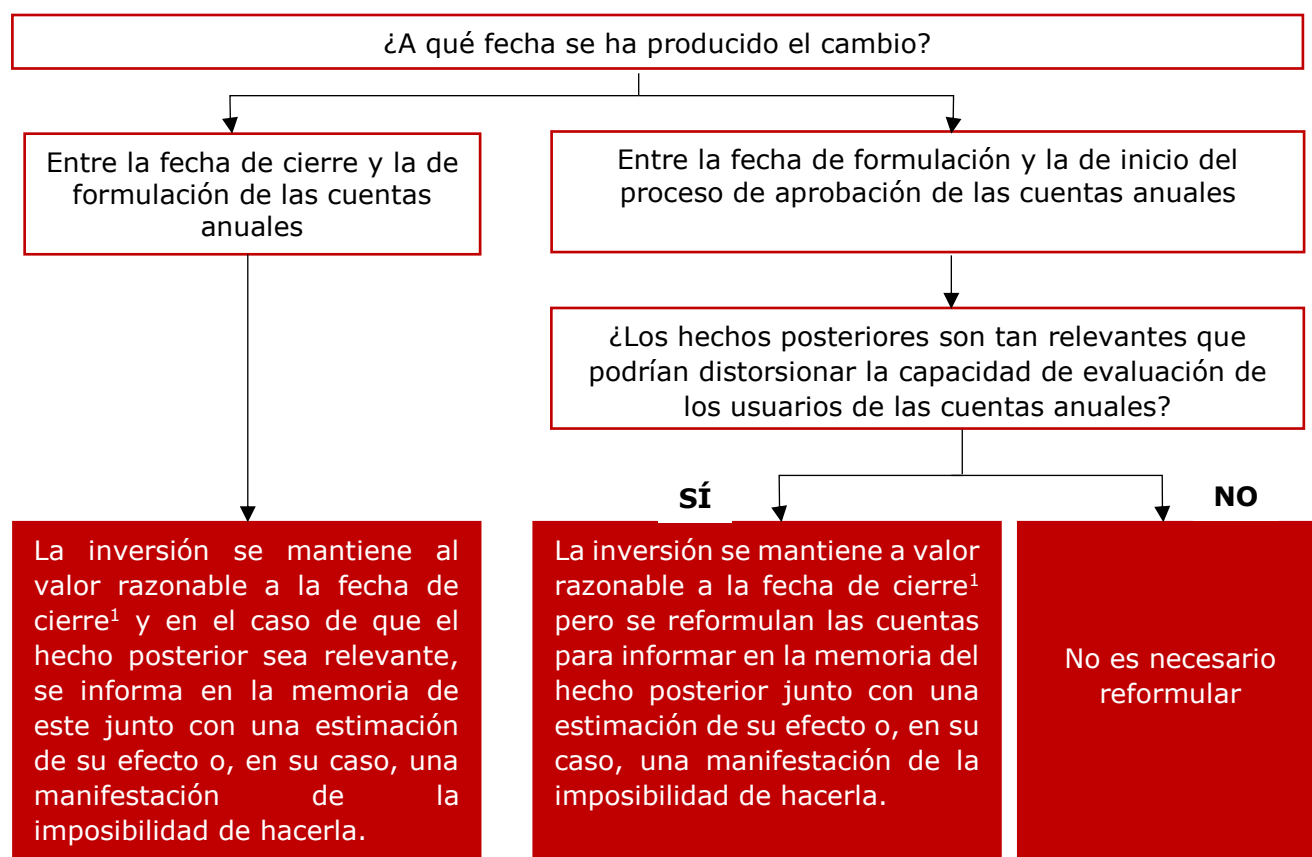 ¿A qué fecha se ha producido el cambio?
Entre la fecha de cierre y la de
formulación de las cuentas
anuales
Entre la fecha de formulación y la de inicio del
proceso de aprobación de las cuentas anuales
¿Los hechos posteriores son tan relevantes que
podrían distorsionar la capacidad de evaluación de
los usuarios de las cuentas anuales?
SÍ
NO
La inversión se mantiene al
valor razonable a la fecha de
cierre¹ y en el caso de que el
hecho posterior sea relevante,
se informa en la memoria de
este junto con una estimación
de su efecto o, en su caso, una
manifestación de la
imposibilidad de hacerla.
La inversión se mantiene a valor
razonable a la fecha de cierre¹
pero se reformulan las cuentas
para informar en la memoria del
hecho posterior junto con una
estimación de su efecto o, en su
caso, una manifestación de la
imposibilidad de hacerla.
No es necesario
reformular